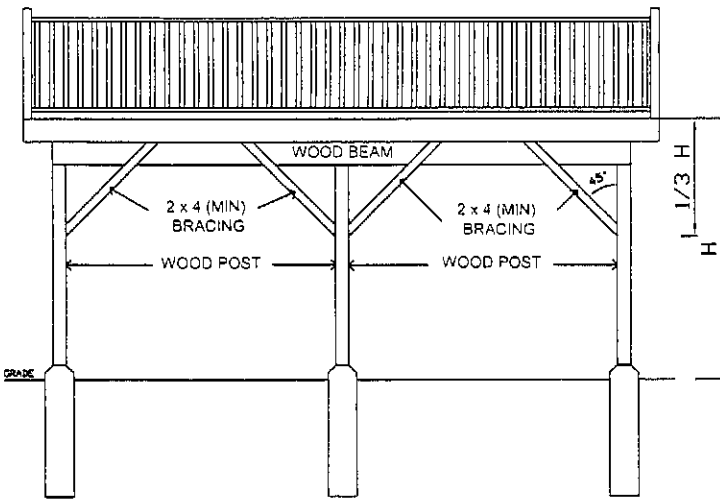 WOOD BEAM
45°
1/3 H
2 x 4 (MIN)
BRACING
2 x 4 (MIN)
BRACING
H
WOOD POST
WOOD POST
GRADE